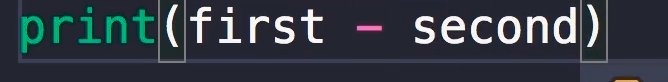 print(first - second)